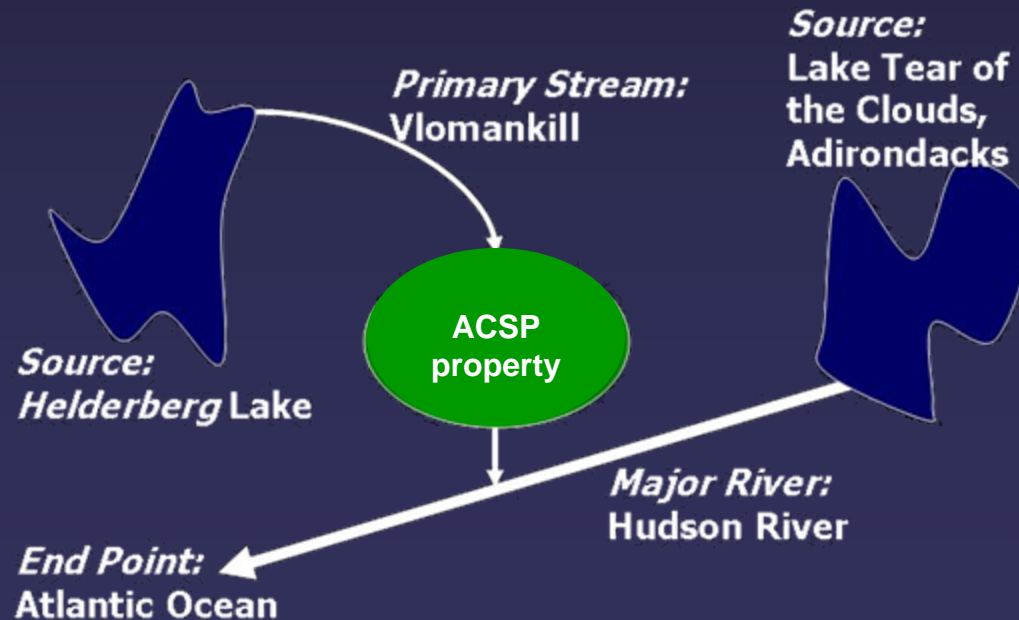 Source:
Lake Tear of
the Clouds,
Adirondacks
Primary Stream:
Vlomankill
ACSP
property
Source:
Helderberg Lake
Major River:
Hudson River
End Point:
Atlantic Ocean